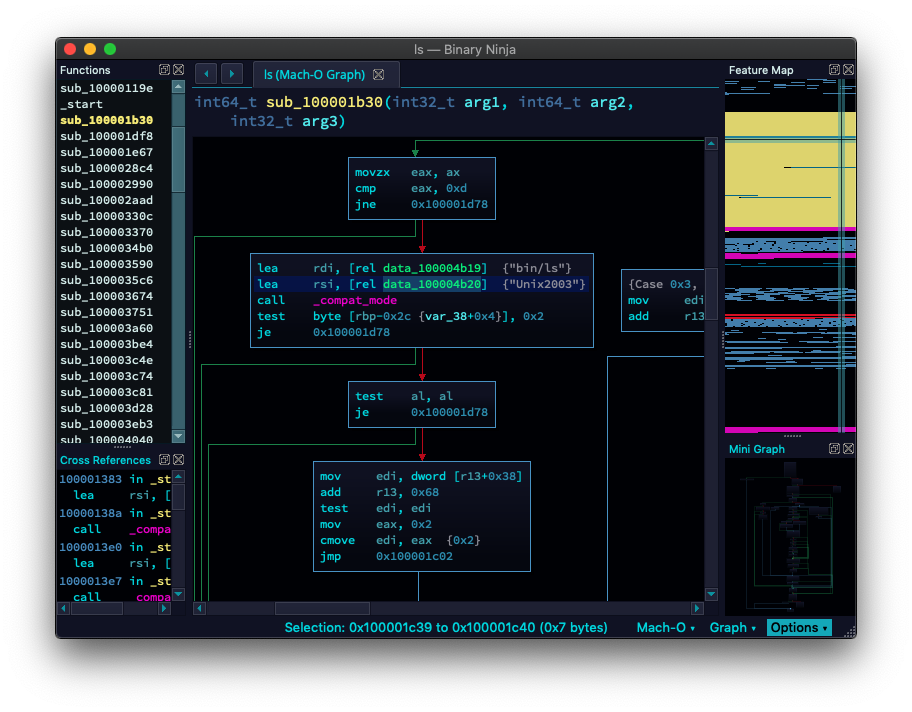 ls — Binary Ninja
Functions
sub_10000119e
_start
sub_100001b30
sub_100001df8
sub_100001e67
sub_1000028c4
sub_100002990
sub_100002aad
sub_10000330c
sub_100003370
sub_1000034b0
sub_100003590
sub_1000035c6
sub_100003674
sub_100003751
sub_100003a60
sub_100003be4
sub_100003c4e
sub_100003c74
sub_100003c81
sub_100003d28
sub_100003eb3
sub_100004040
Cross References
100001383 in _st
lea rsi, [
10000138a in _st
call _compa
1000013e0 in _st
lea rsi, [
1000013e7 in _st
call _compa
ls (Mach-O Graph)
int64_t sub_100001b30(int32_t arg1, int64_t arg2,
int32_t arg3)
movzx eax, ax
cmp eax, 0xd
jne 0x100001d78
lea rdi, [rel data_100004b19] {"bin/ls"}
lea rsi, [rel data_100004b20] {"Unix2003"}
call _compat_mode
test byte [rbp-0x2c {var_38+0x4}], 0x2
je 0x100001d78
{Case 0x3,
mov edi
add r13
test al, al
je 0x100001d78
mov edi, dword [r13+0x38]
add r13, 0x68
test edi, edi
mov eax, 0x2
cmove edi, eax {0x2}
jmp 0x100001c02
Feature Map
Mini Graph
Selection: 0x100001c39 to 0x100001c40 (0x7 bytes)
Mach-O
Graph
Options